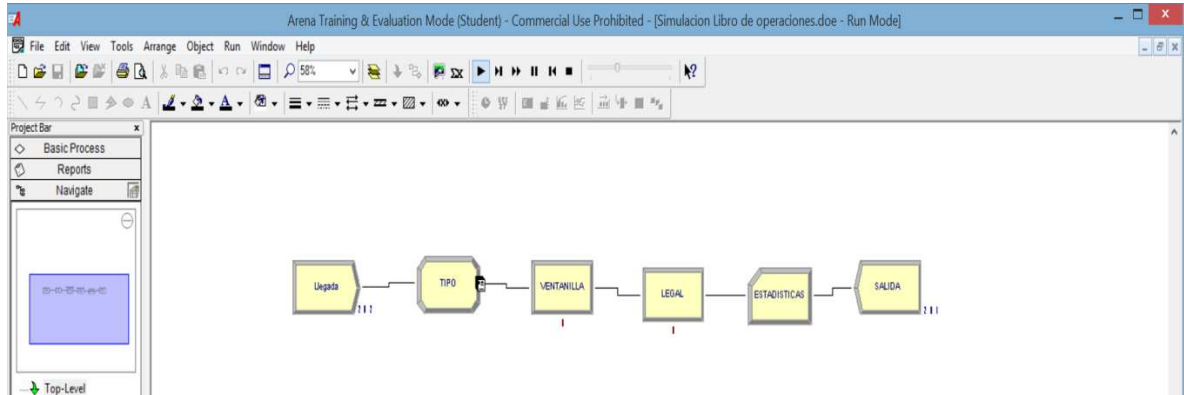 Arena Training & Evaluation Mode (Student) - Commercial Use Prohibited - [Simulacion Libro de operaciones.doe - Run Mode]
File Edit View Tools Arrange Object Run Window Help
58%
Project Bar
Basic Process
Reports
Navigate
Llegada
TIPO
VENTANILLA
LEGAL
ESTADISTICAS
SALIDA
Top-Level